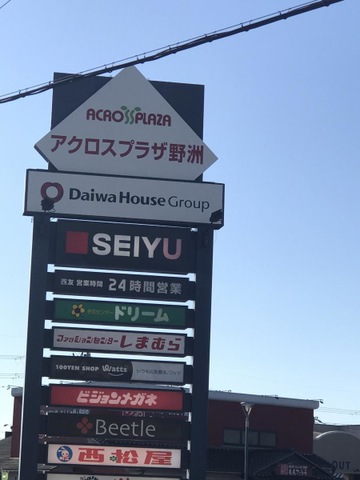 ACROSSPLAZA
アクロスプラザ野洲
Daiwa House Group
SEIYU
西友 営業時間 24時間営業
ドリーム
ファッションセンターしまむら
100YEN SHOP Watts
ビジョンメガネ
Beetle
西松屋
OUT